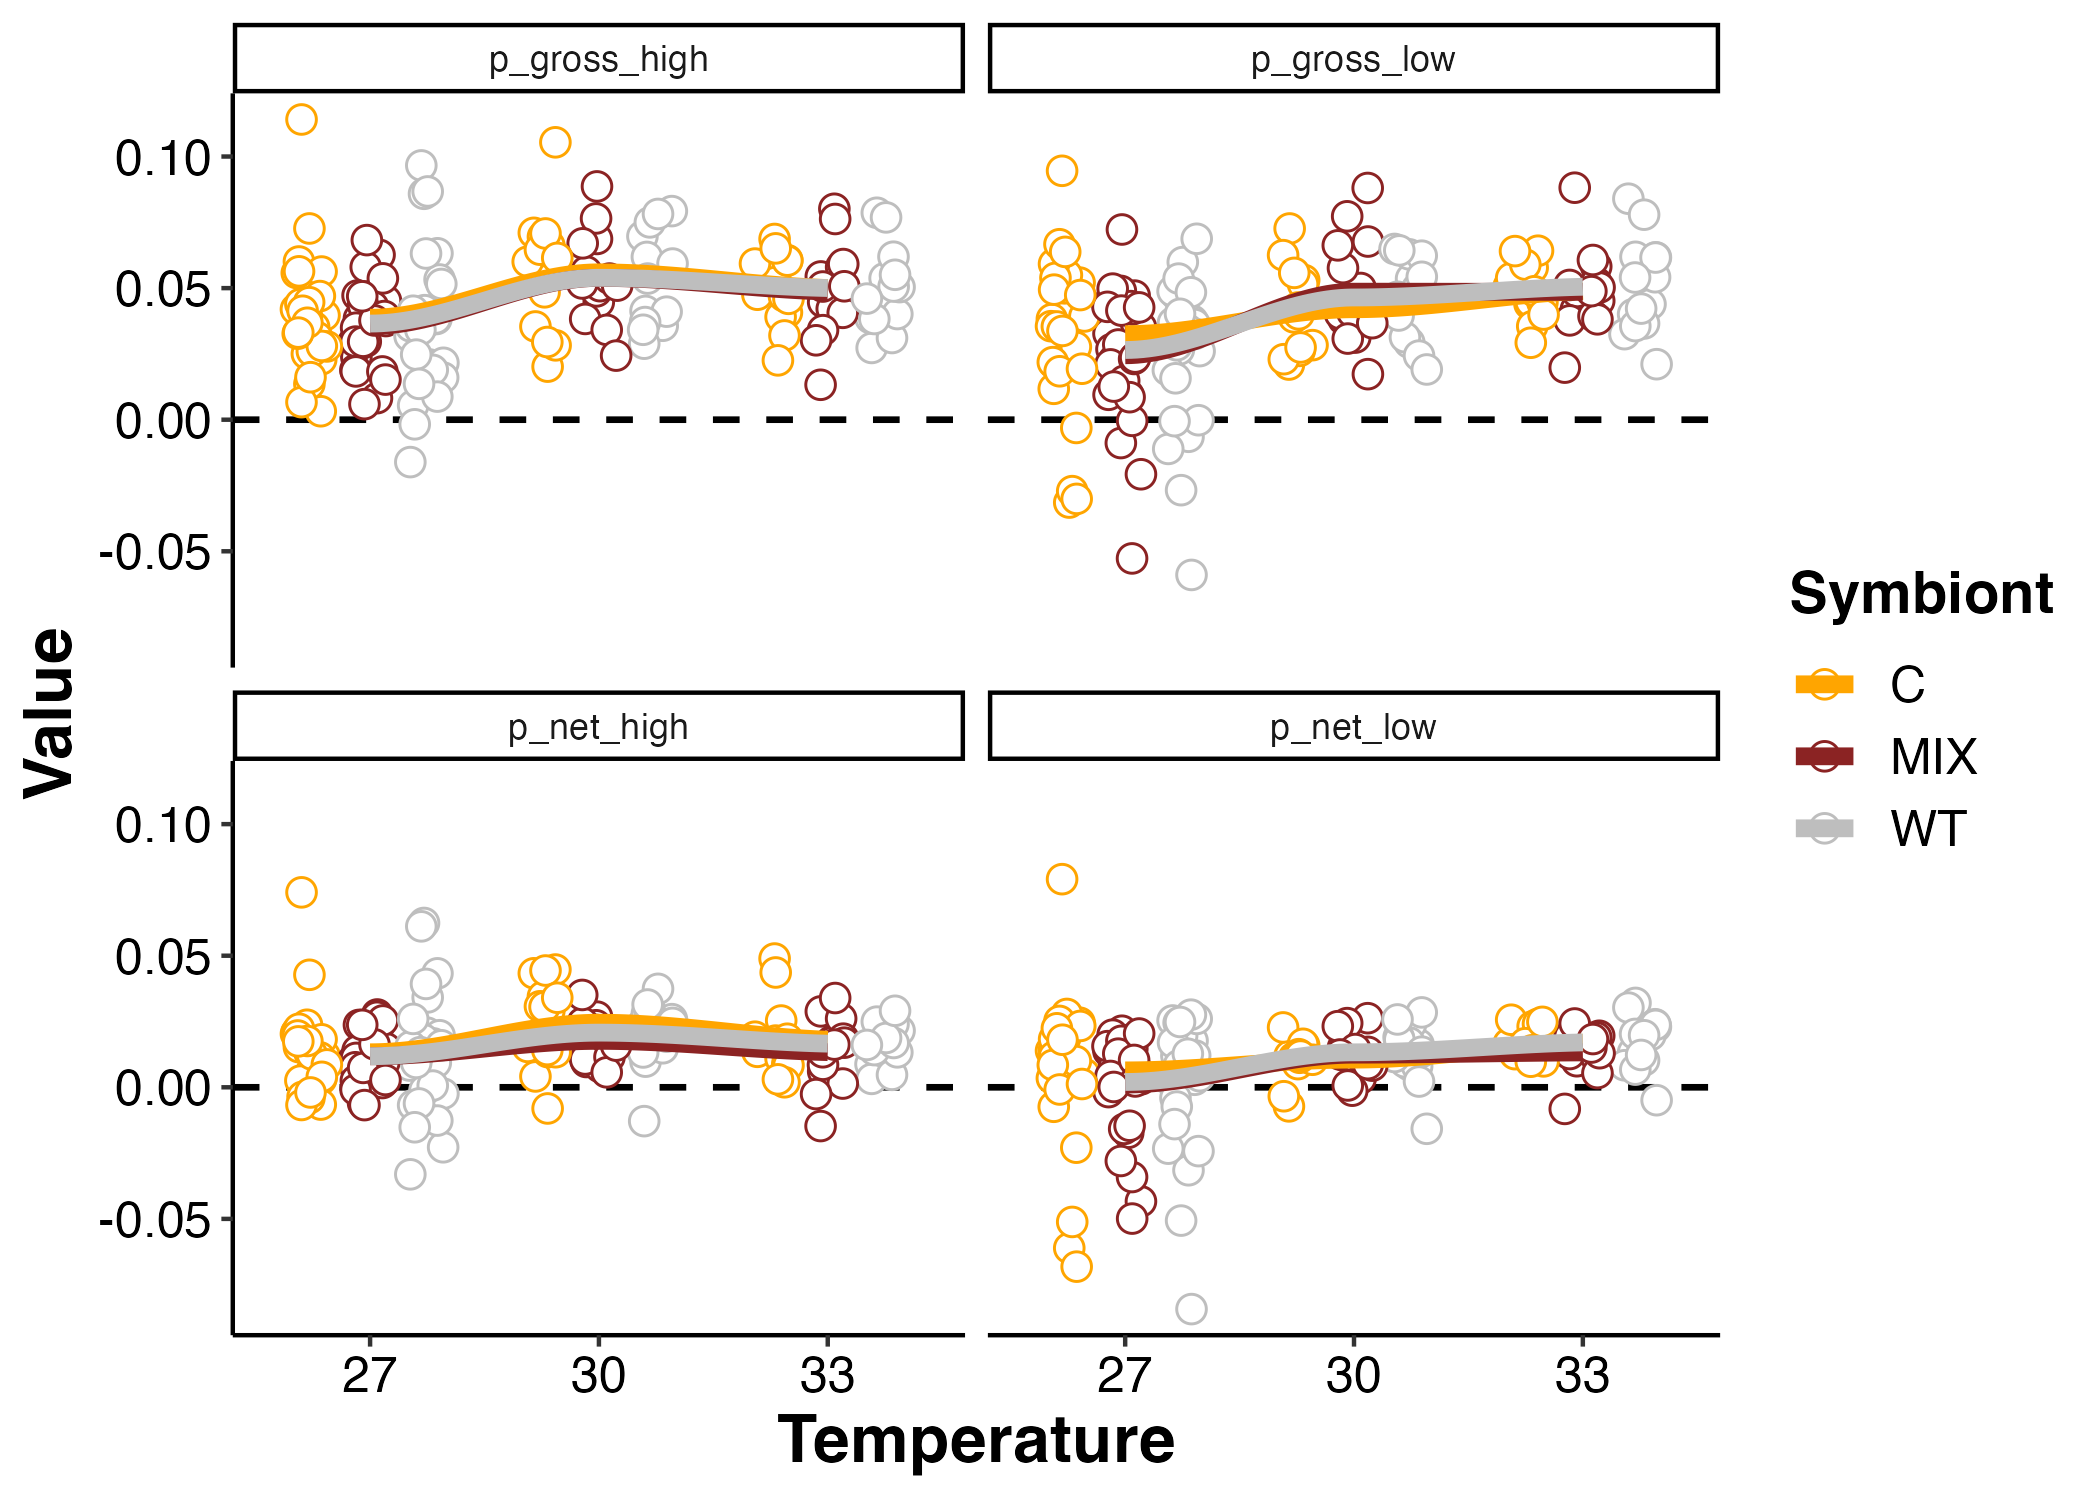 p_gross_high
p_gross_low
0.10
0.05
0.00
-0.05
p_net_high
p_net_low
0.10
0.05
0.00
-0.05
27
30
33
27
30
33
Temperature
Value
Symbiont
C
MIX
WT